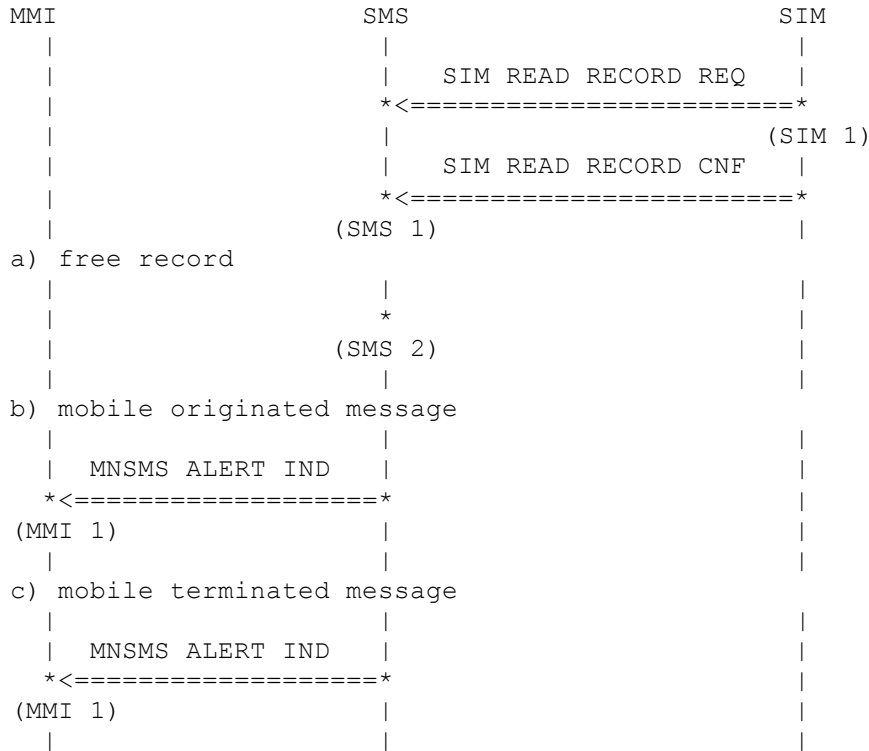 MMI SMS SIM
| | |
| | SIM READ RECORD REQ |
| *<========================*
| | (SIM 1)
| | SIM READ RECORD CNF |
| *<========================*
| (SMS 1) |
a) free record
| | |
| * |
| (SMS 2) |
| | |
b) mobile originated message
| | |
| MNSMS ALERT IND | |
*<===================* |
(MMI 1) | |
| | |
c) mobile terminated message
| | |
| MNSMS ALERT IND | |
*<===================* |
(MMI 1) | |
| | |